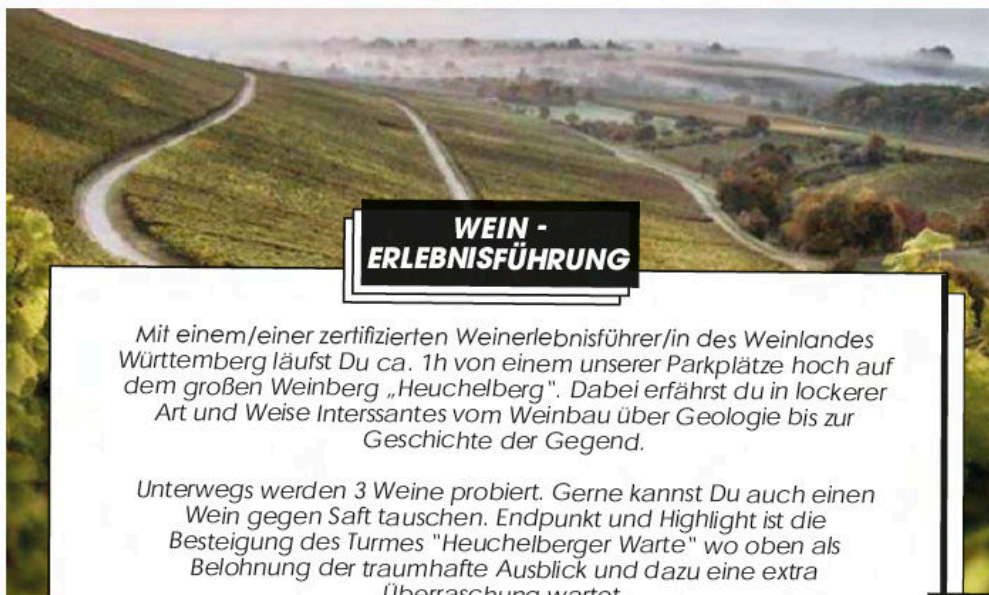 WEIN -
ERLEBNISFÜHRUNG
Mit einem/einer zertifizierten Weinerlebnisführer/in des Weinlandes
Württemberg läufst Du ca. 1h von einem unserer Parkplätze hoch auf
dem großen Weinberg „Heuchelberg". Dabei erfährst du in lockerer
Art und Weise Interssantes vom Weinbau über Geologie bis zur
Geschichte der Gegend.
Unterwegs werden 3 Weine probiert. Gerne kannst Du auch einen
Wein gegen Saft tauschen. Endpunkt und Highlight ist die
Besteigung des Turmes "Heuchelberger Warte" wo oben als
Belohnung der traumhafte Ausblick und dazu eine extra
Überraschung wartet